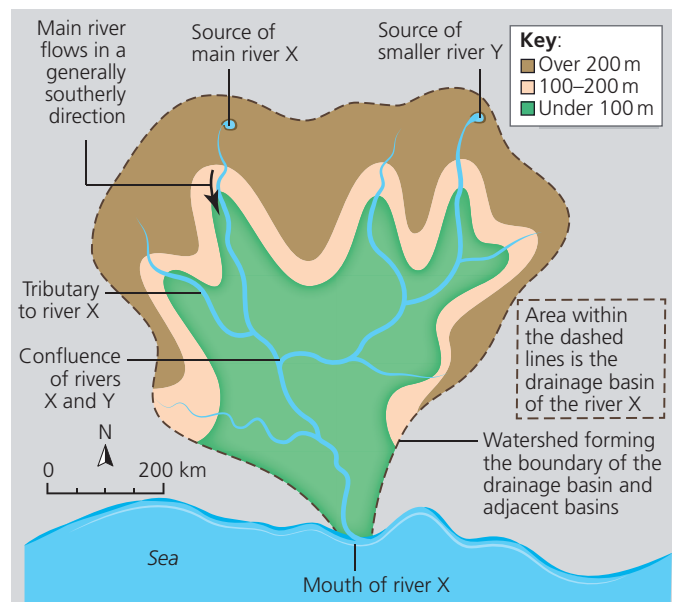 Main river
flows in a
generally
southerly
direction
Source of
main river X
Source of
smaller river Y
Key:
Over 200 m
100–200 m
Under 100 m
Tributary
to river X
Confluence
of rivers
X and Y
Area within
the dashed
lines is the
drainage basin
of the river X
N
0 200 km
Watershed forming
the boundary of the
drainage basin and
adjacent basins
Sea
Mouth of river X